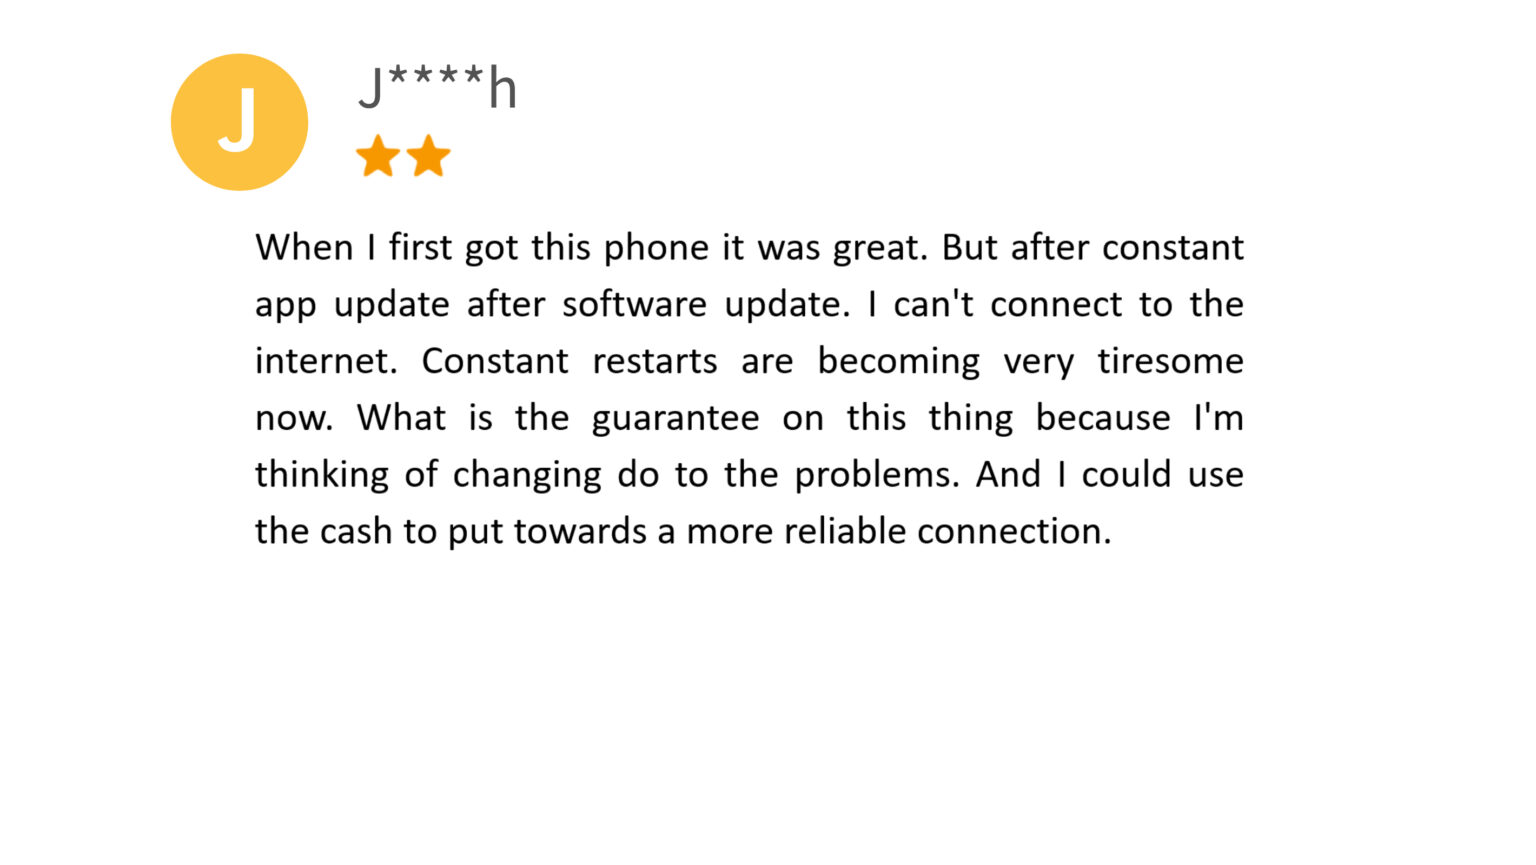 J
J****h
When I first got this phone it was great. But after constant
app update after software update. I can't connect to the
internet. Constant restarts are becoming very tiresome
now. What is the guarantee on this thing because I'm
thinking of changing do to the problems. And I could use
the cash to put towards a more reliable connection.